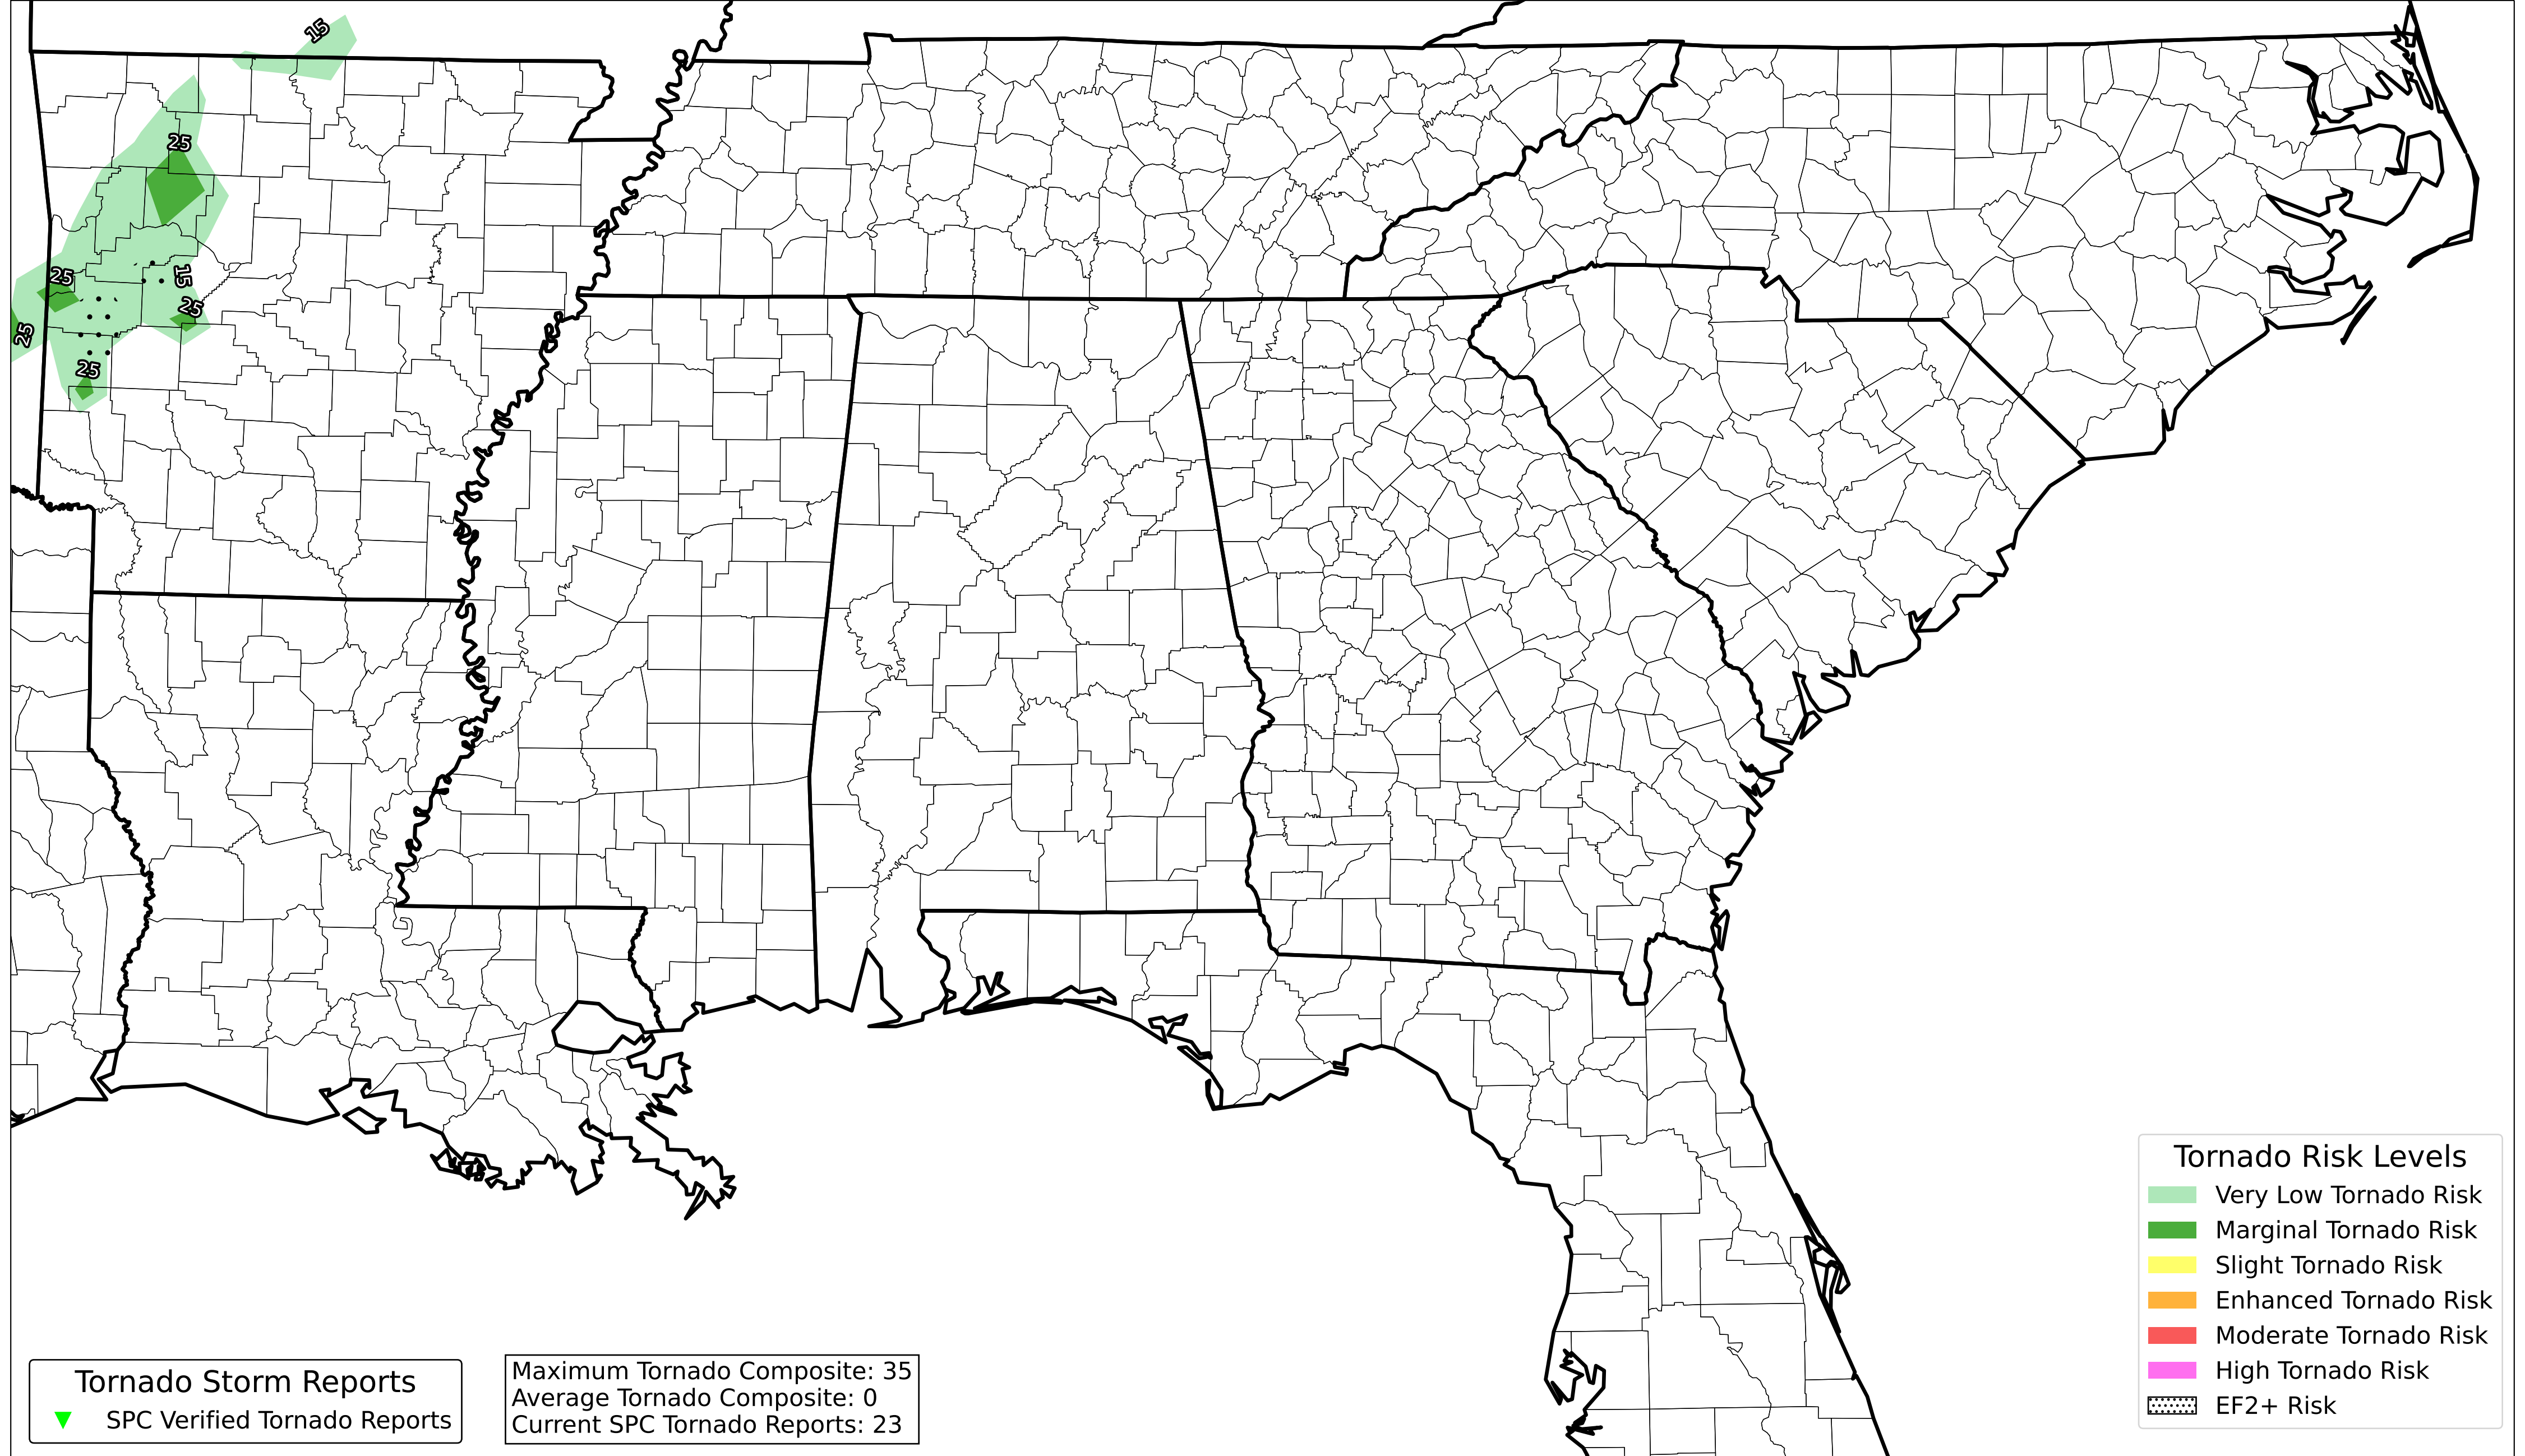 15
25
25
15
25
25
25
Tornado Risk Levels
Very Low Tornado Risk
Marginal Tornado Risk
Slight Tornado Risk
Enhanced Tornado Risk
Moderate Tornado Risk
High Tornado Risk
EF2+ Risk
Tornado Storm Reports
SPC Verified Tornado Reports
Maximum Tornado Composite: 35
Average Tornado Composite: 0
Current SPC Tornado Reports: 23